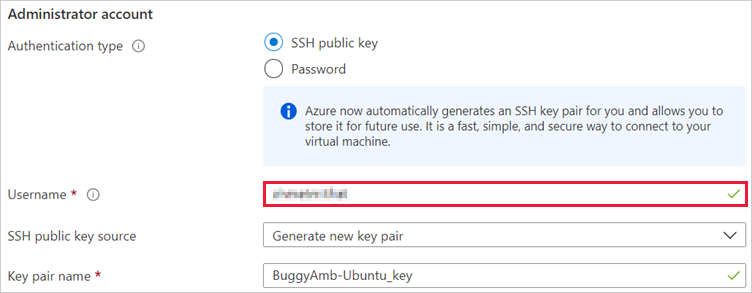 Administrator account
Authentication type
SSH public key
Password
Azure now automatically generates an SSH key pair for you and allows you to
store it for future use. It is a fast, simple, and secure way to connect to your
virtual machine.
Username *
SSH public key source
Generate new key pair
Key pair name *
BuggyAmb-Ubuntu_key